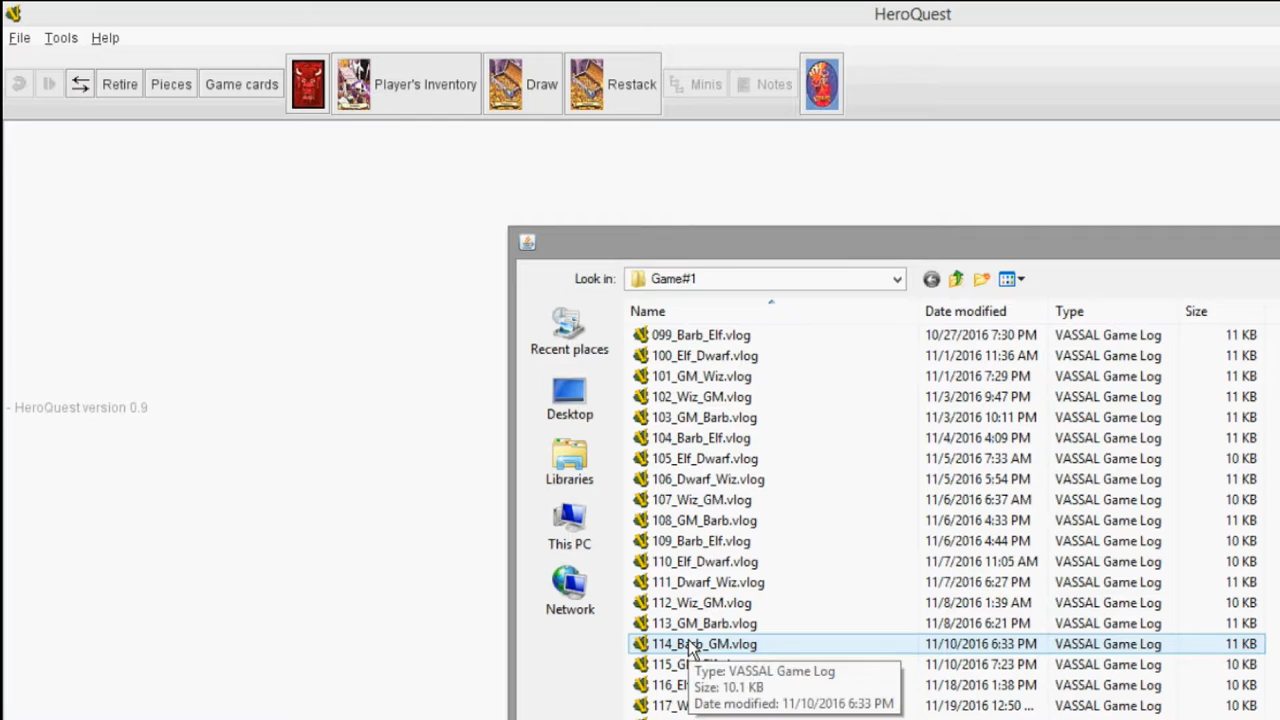 HeroQuest
File Tools Help
Retire Pieces Game cards Player's Inventory Draw Restack Minis Notes
- HeroQuest version 0.9
Look in: Game#1
Name Date modified Type Size
Recent places
Desktop
Libraries
This PC
Network
099_Barb_Elf.vlog 10/27/2016 7:30 PM VASSAL Game Log 11 KB
100_Elf_Dwarf.vlog 11/1/2016 11:36 AM VASSAL Game Log 11 KB
101_GM_Wiz.vlog 11/1/2016 7:29 PM VASSAL Game Log 11 KB
102_Wiz_GM.vlog 11/3/2016 9:47 PM VASSAL Game Log 11 KB
103_GM_Barb.vlog 11/3/2016 10:11 PM VASSAL Game Log 11 KB
104_Barb_Elf.vlog 11/4/2016 4:09 PM VASSAL Game Log 11 KB
105_Elf_Dwarf.vlog 11/5/2016 7:33 AM VASSAL Game Log 10 KB
106_Dwarf_Wiz.vlog 11/5/2016 5:54 PM VASSAL Game Log 11 KB
107_Wiz_GM.vlog 11/6/2016 6:37 AM VASSAL Game Log 10 KB
108_GM_Barb.vlog 11/6/2016 4:33 PM VASSAL Game Log 11 KB
109_Barb_Elf.vlog 11/6/2016 4:44 PM VASSAL Game Log 10 KB
110_Elf_Dwarf.vlog 11/7/2016 11:05 AM VASSAL Game Log 10 KB
111_Dwarf_Wiz.vlog 11/7/2016 6:27 PM VASSAL Game Log 10 KB
112_Wiz_GM.vlog 11/8/2016 1:39 AM VASSAL Game Log 10 KB
113_GM_Barb.vlog 11/8/2016 6:21 PM VASSAL Game Log 11 KB
114_Barb_GM.vlog 11/10/2016 6:33 PM VASSAL Game Log 11 KB
11/10/2016 7:23 PM VASSAL Game Log 10 KB
11/18/2016 1:38 PM VASSAL Game Log 10 KB
11/19/2016 12:50 ... VASSAL Game Log 10 KB
Type: VASSAL Game Log
Size: 10.1 KB
Date modified: 11/10/2016 6:33 PM